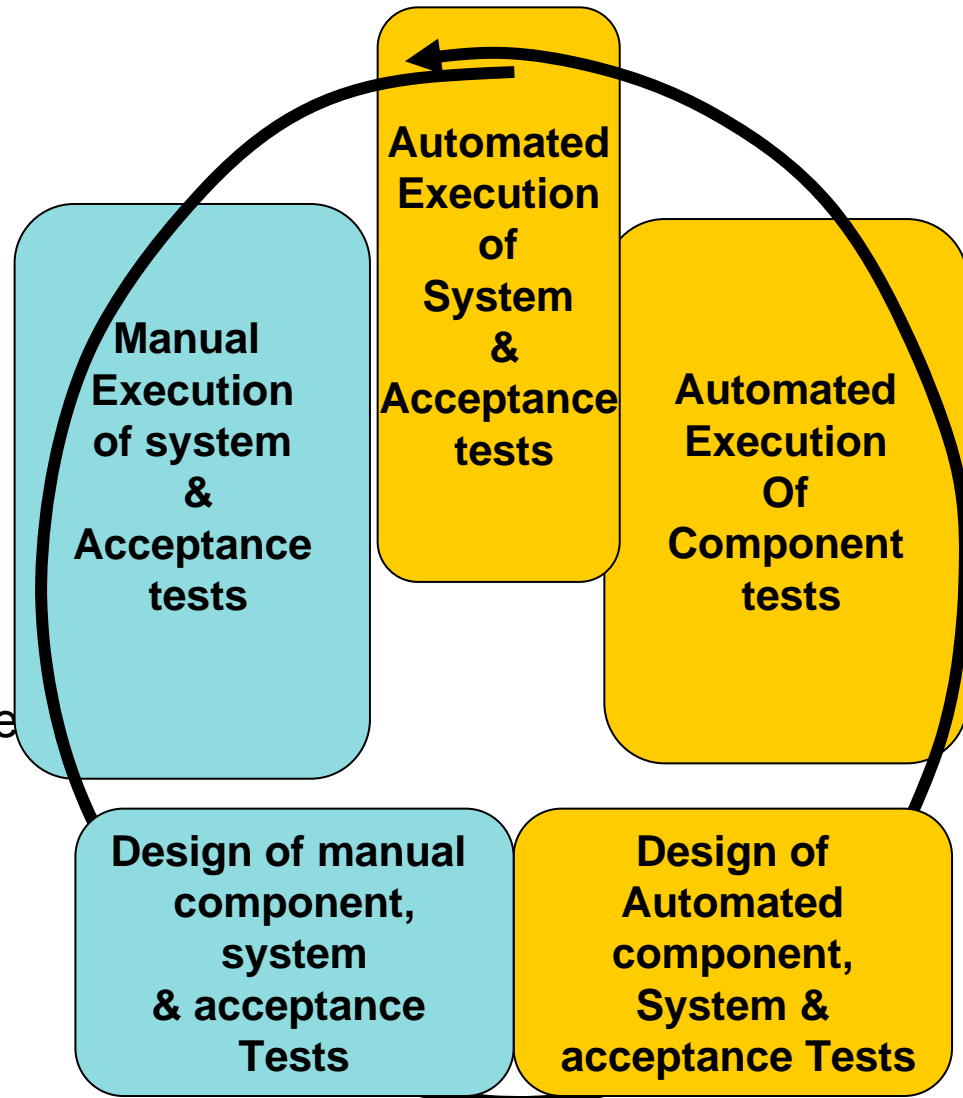 Automated
Execution
of
System
&
Acceptance
tests
Manual
Execution
of system
&
Acceptance
tests
Automated
Execution
Of
Component
tests
e
Design of manual
component,
system
& acceptance
Tests
Design of
Automated
component,
System &
acceptance Tests